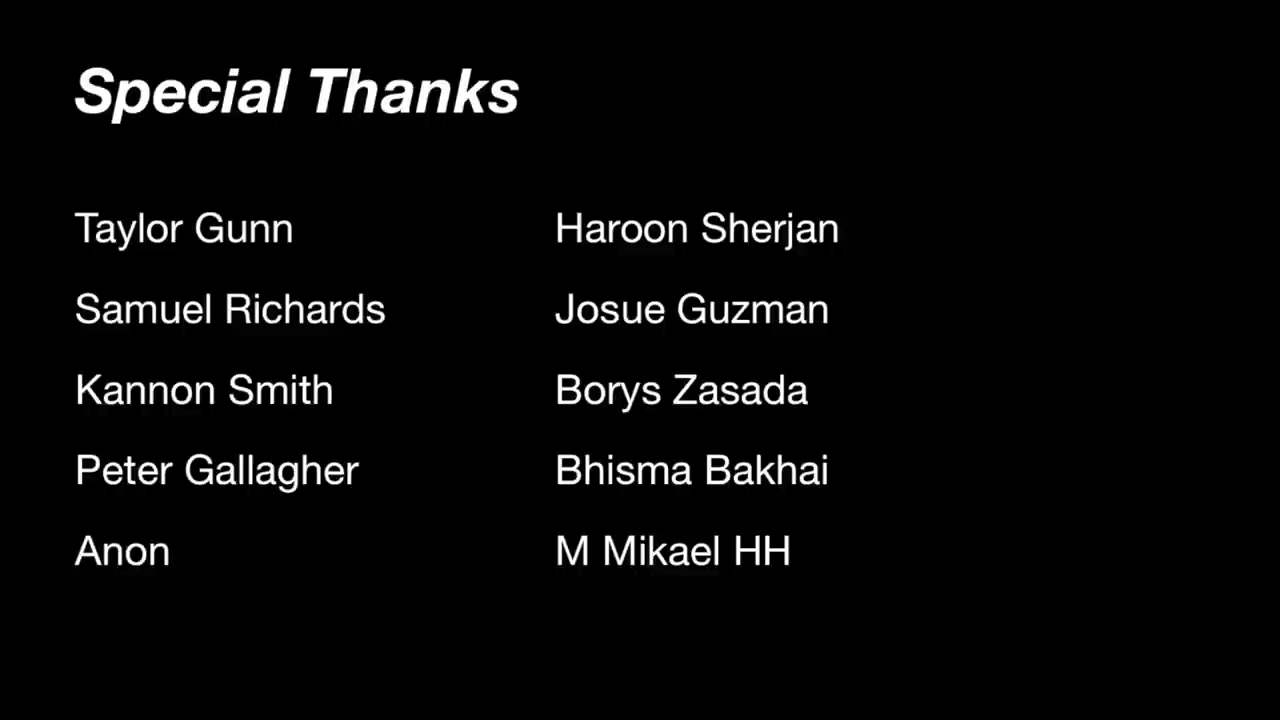 Special Thanks
Taylor Gunn
Samuel Richards
Kannon Smith
Peter Gallagher
Anon
Haroon Sherjan
Josue Guzman
Borys Zasada
Bhisma Bakhai
M Mikael HH